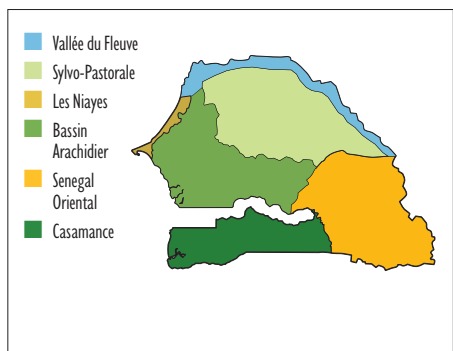 Vallée du Fleuve
Sylvo-Pastorale
Les Niayes
Bassin
Arachidier
Senegal
Oriental
Casamance